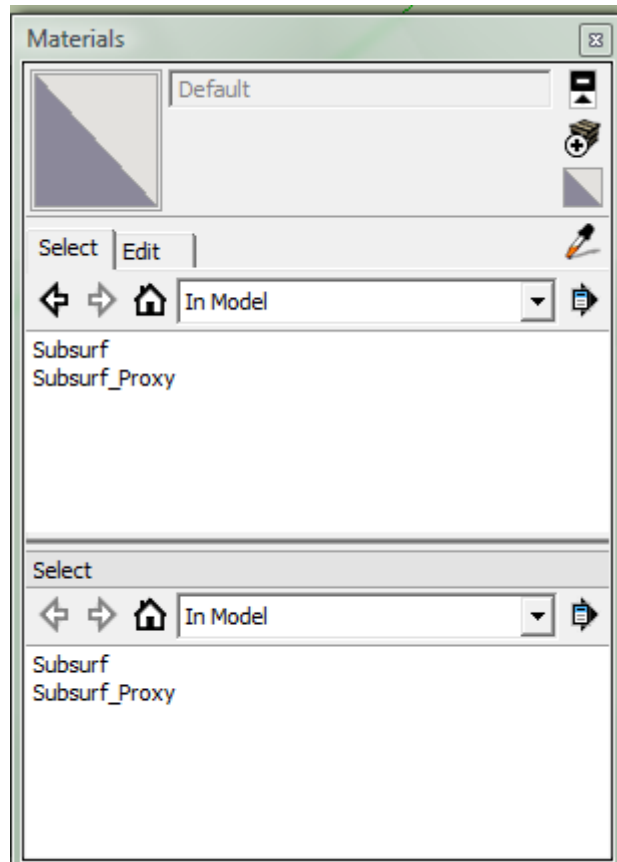 Materials
Default
Select Edit
In Model
Subsurf
Subsurf_Proxy
Select
In Model
Subsurf
Subsurf_Proxy